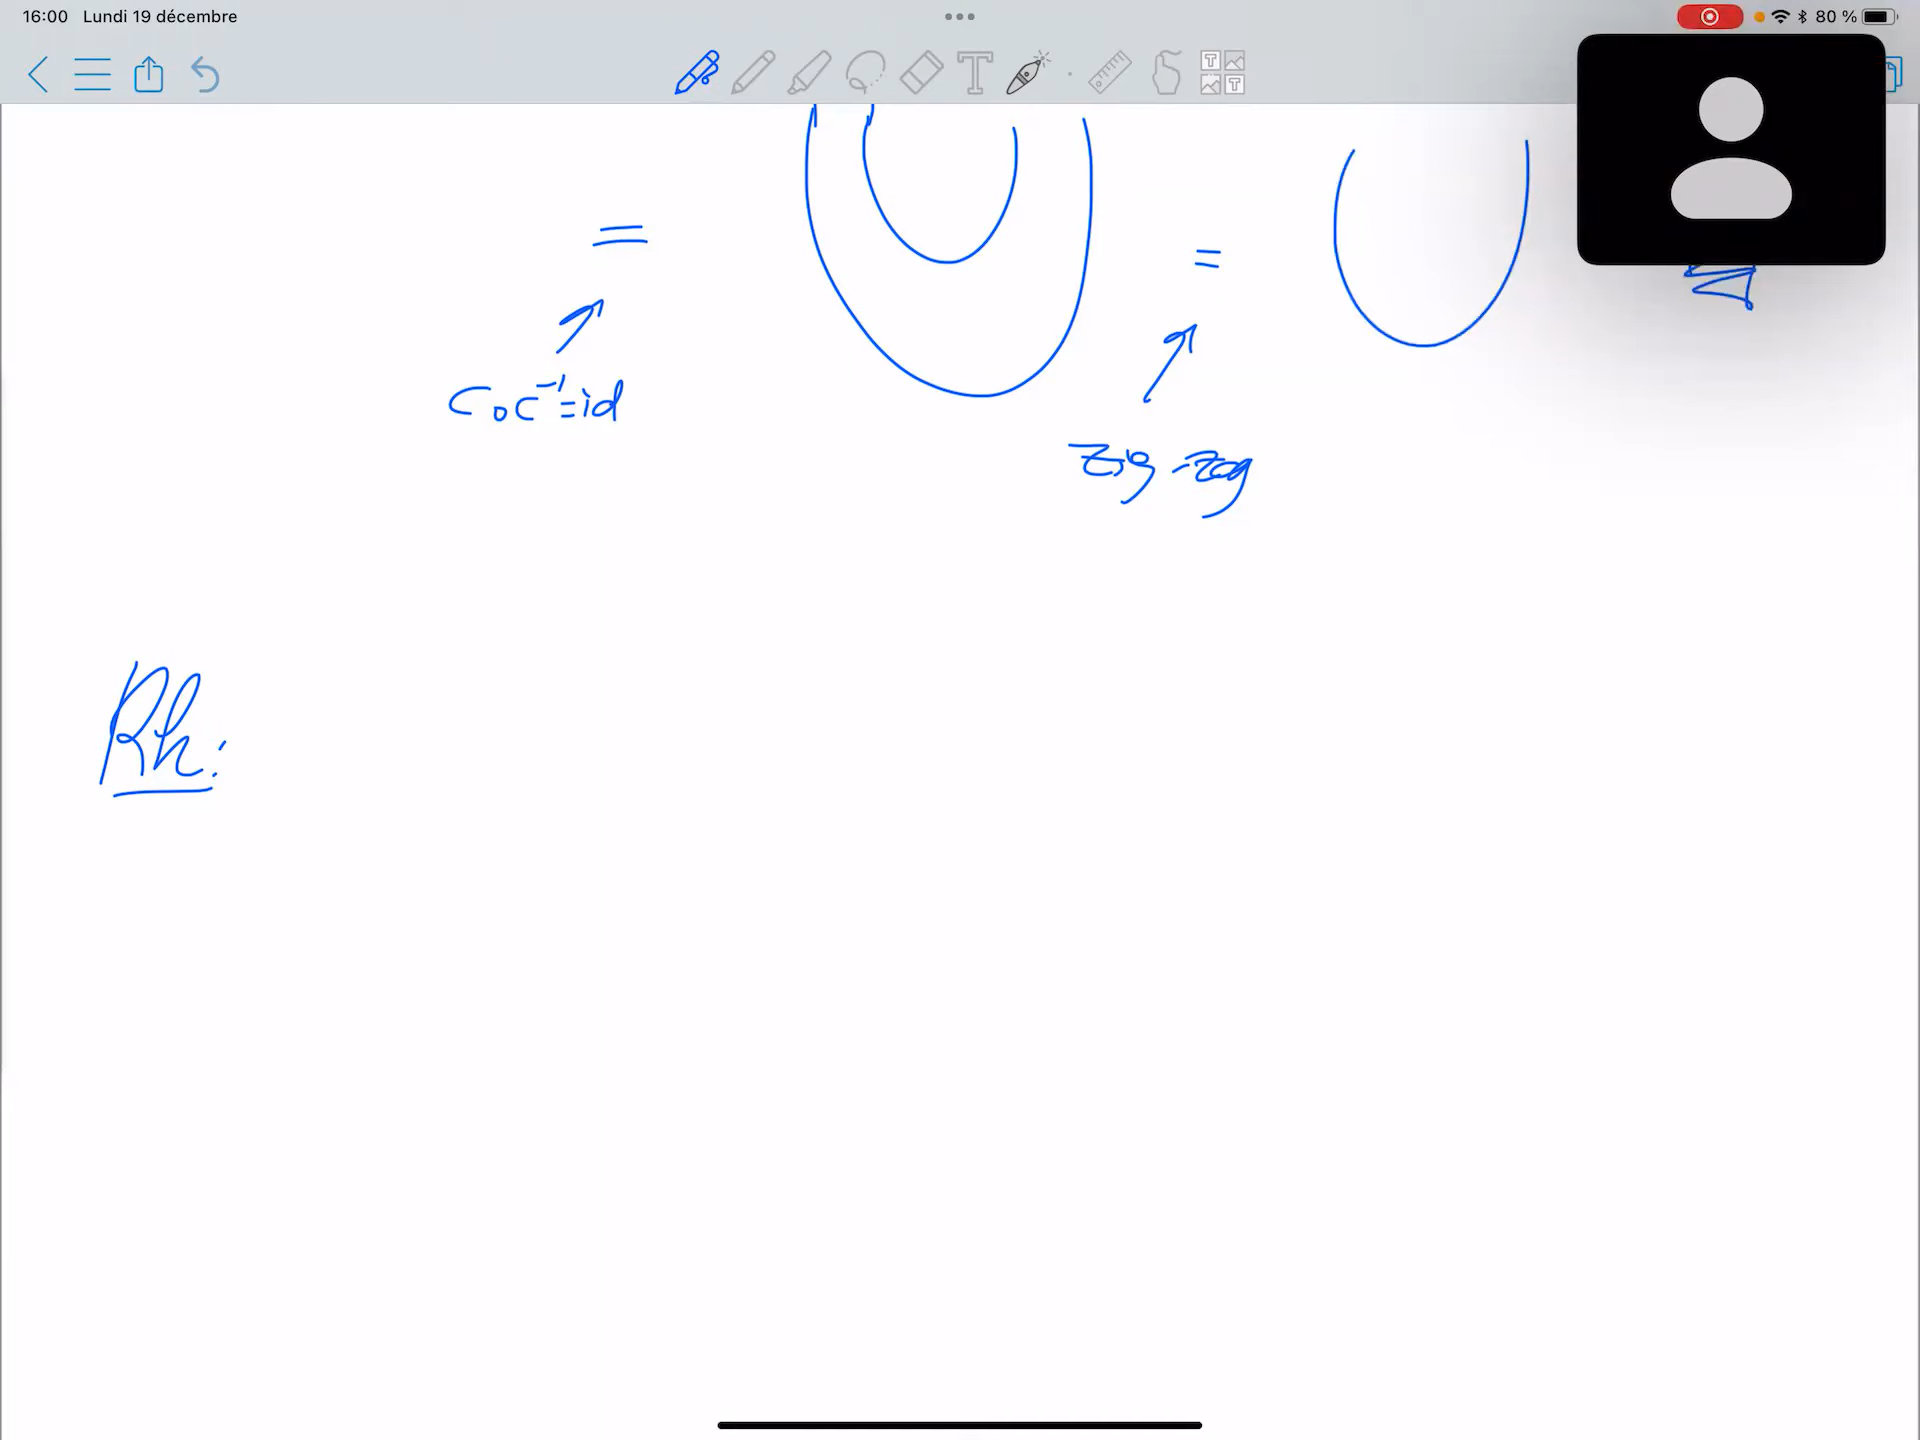 16:00 Lundi 19 décembre
80 %
= =
C o C⁻¹ = id
Zig-Zag
Rk: